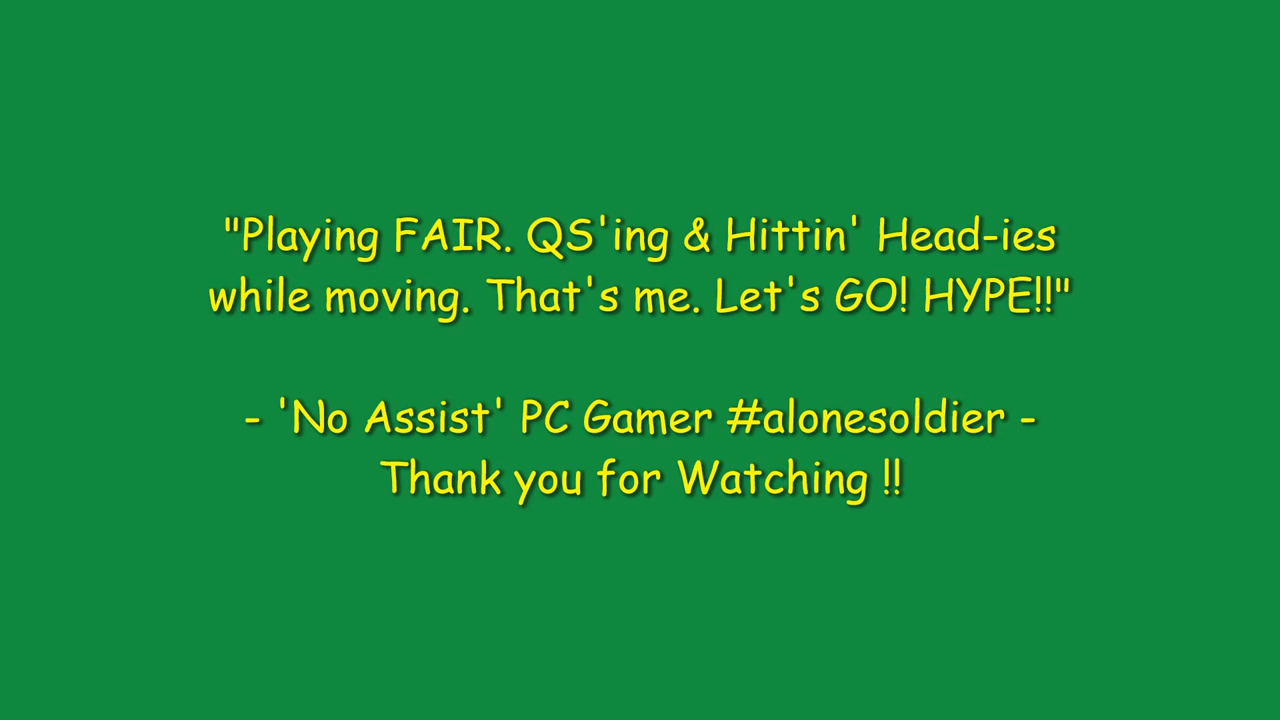 "Playing FAIR. QS'ing & Hittin' Head-ies
while moving. That's me. Let's GO! HYPE!!"
- 'No Assist' PC Gamer #alonesoldier -
Thank you for Watching !!